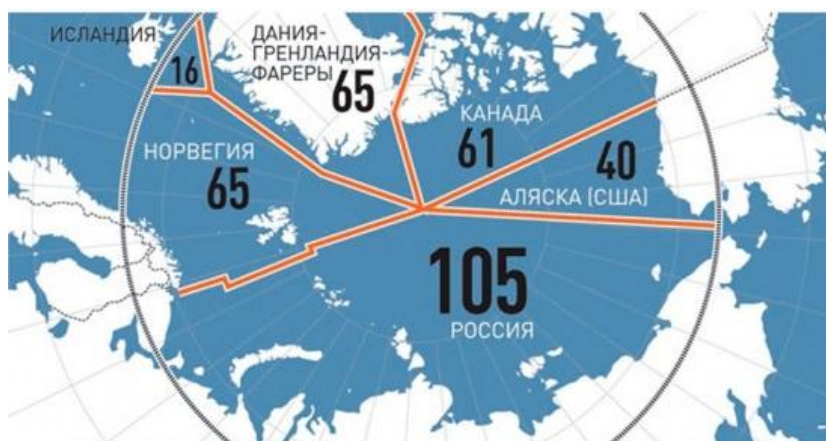 ИСЛАНДИЯ
16
ДАНИЯ-
ГРЕНЛАНДИЯ-
ФАРЕРЫ
65
КАНАДА
61
40
АЛЯСКА (США)
НОРВЕГИЯ
65
105
РОССИЯ